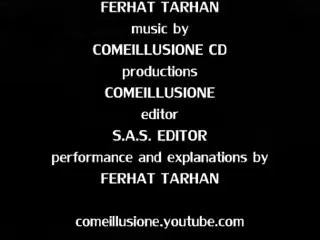 FERHAT TARHAN
music by
COMEILLUSIONE CD
productions
COMEILLUSIONE
editor
S.A.S. EDITOR
performance and explanations by
FERHAT TARHAN
comeillusione.youtube.com